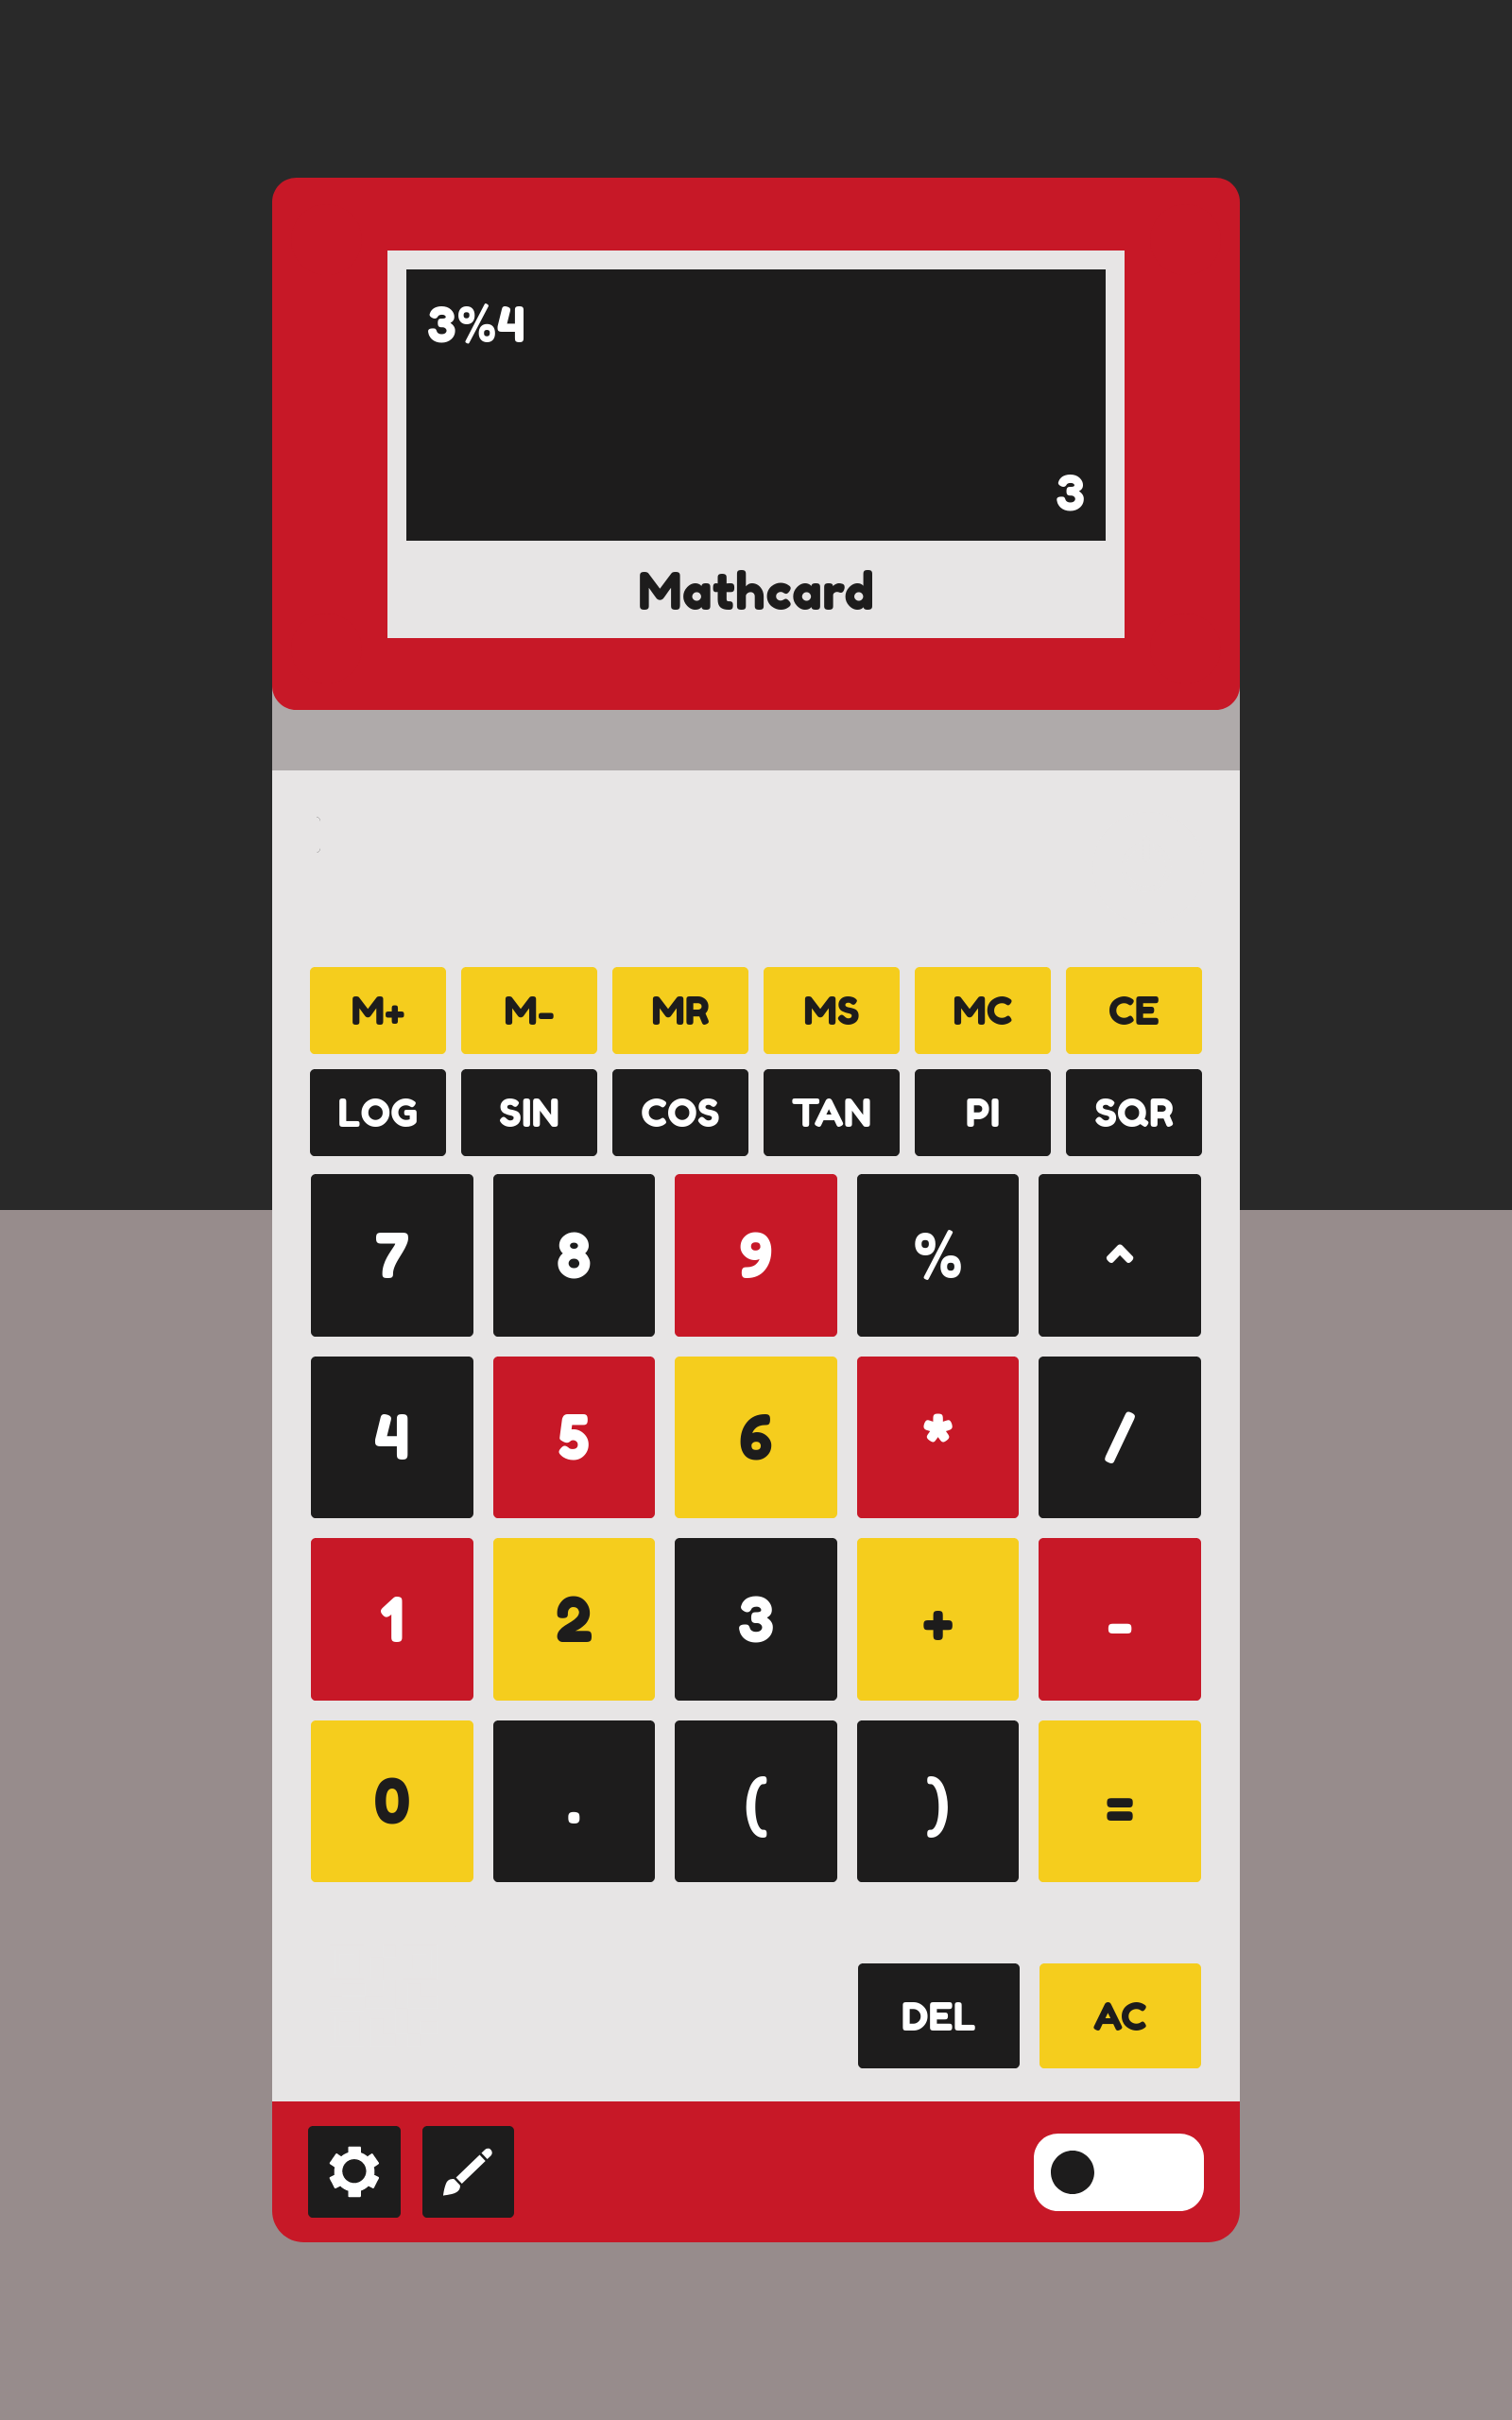 3%4
3
Mathcard
M+ M- MR MS MC CE
LOG SIN COS TAN PI SQR
7 8 9 % ^
4 5 6 * /
1 2 3 + -
0 . ( ) =
DEL AC